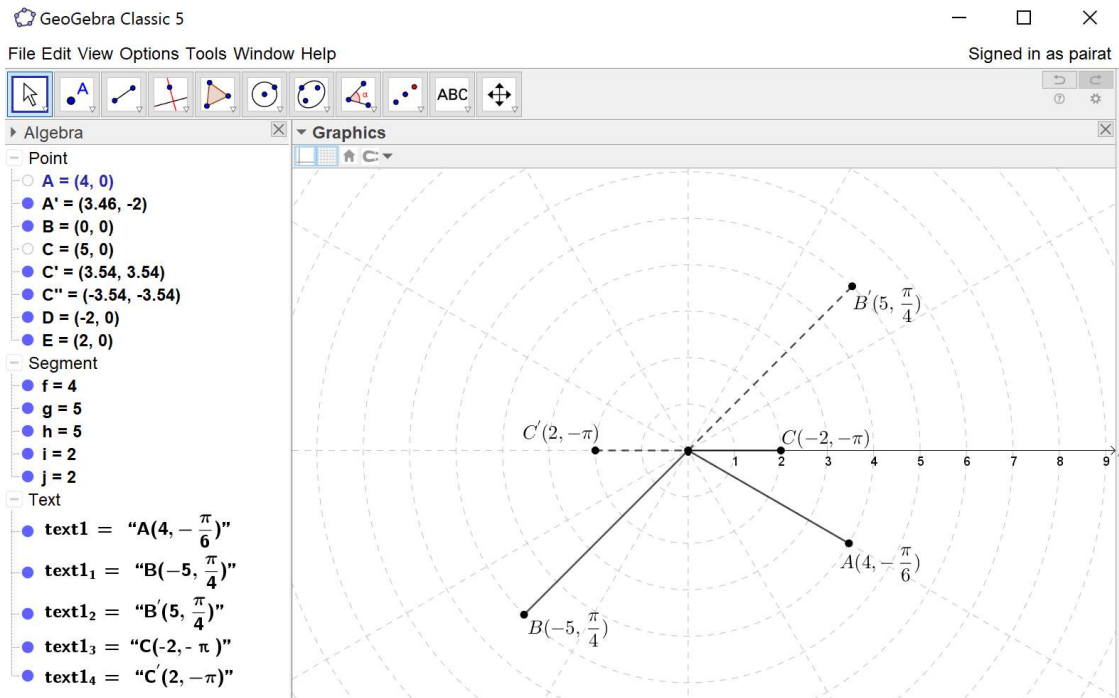 GeoGebra Classic 5
File Edit View Options Tools Window Help
Signed in as pairat
A
α
ABC
Algebra
Graphics
Point
A = (4, 0)
A' = (3.46, -2)
B = (0, 0)
C = (5, 0)
C' = (3.54, 3.54)
C'' = (-3.54, -3.54)
D = (-2, 0)
E = (2, 0)
Segment
f = 4
g = 5
h = 5
i = 2
j = 2
Text
text1 = “A(4, − π/6)”
text1₁ = “B(−5, π/4)”
text1₂ = “B′(5, π/4)”
text1₃ = “C(-2, - π )”
text1₄ = “C′(2, −π)”
B′(5, π/4)
C′(2, −π)
C(−2, −π)
1 2 3 4 5 6 7 8 9
A(4, − π/6)
B(−5, π/4)